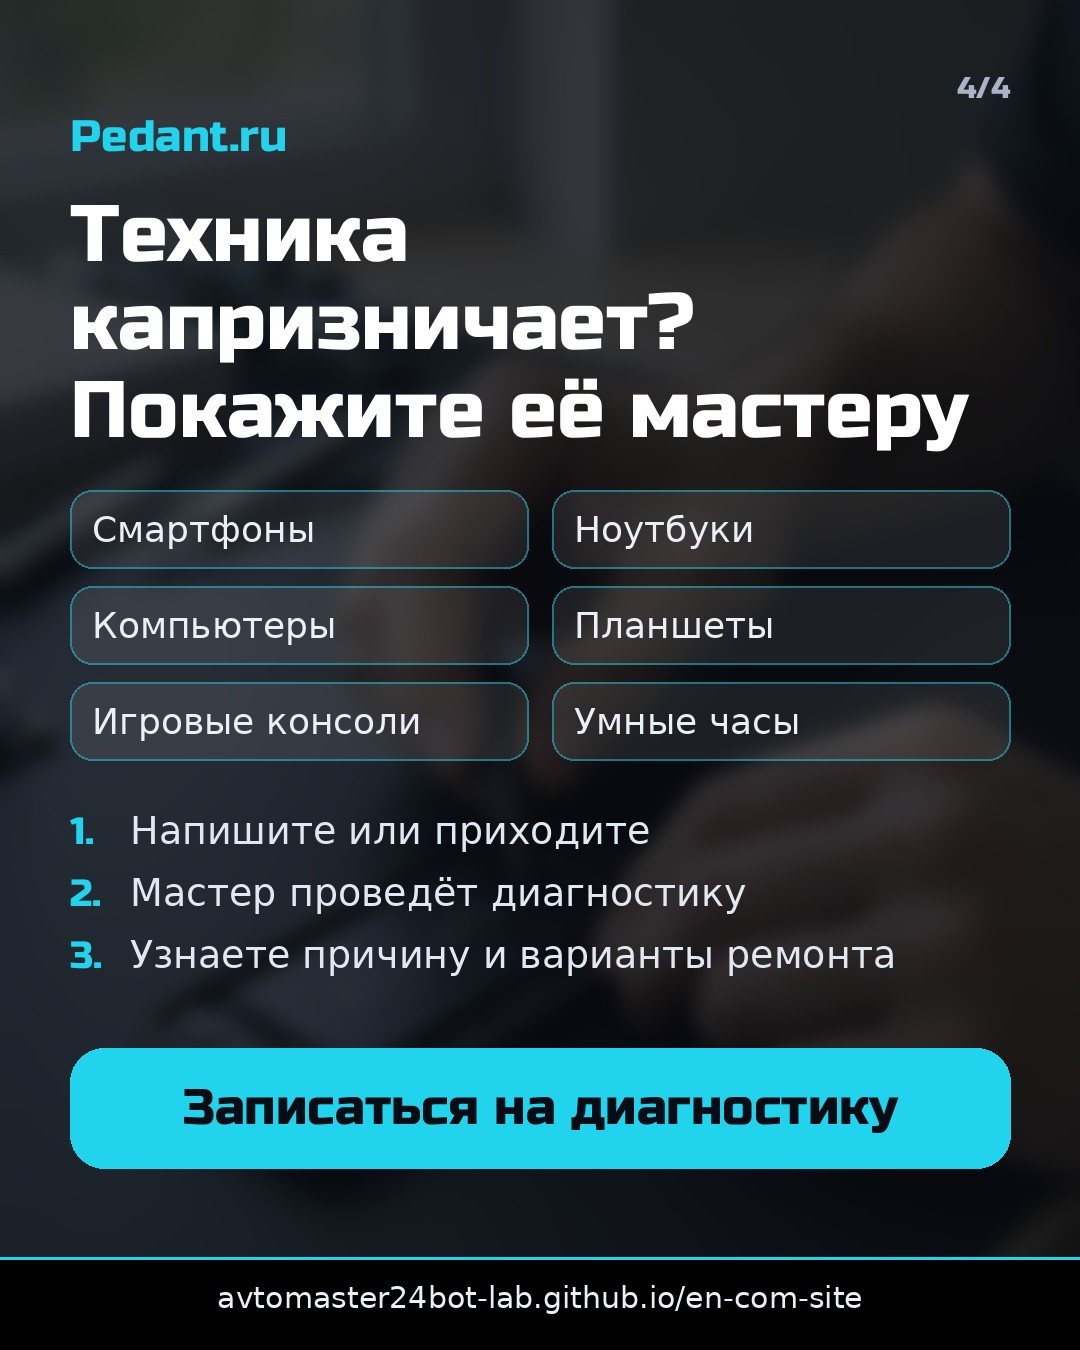 4/4
Pedant.ru
Техника
капризничает?
Покажите её мастеру
Смартфоны
Ноутбуки
Компьютеры
Планшеты
Игровые консоли
Умные часы
1. Напишите или приходите
2. Мастер проведёт диагностику
3. Узнаете причину и варианты ремонта
Записаться на диагностику
avtomaster24bot-lab.github.io/en-com-site